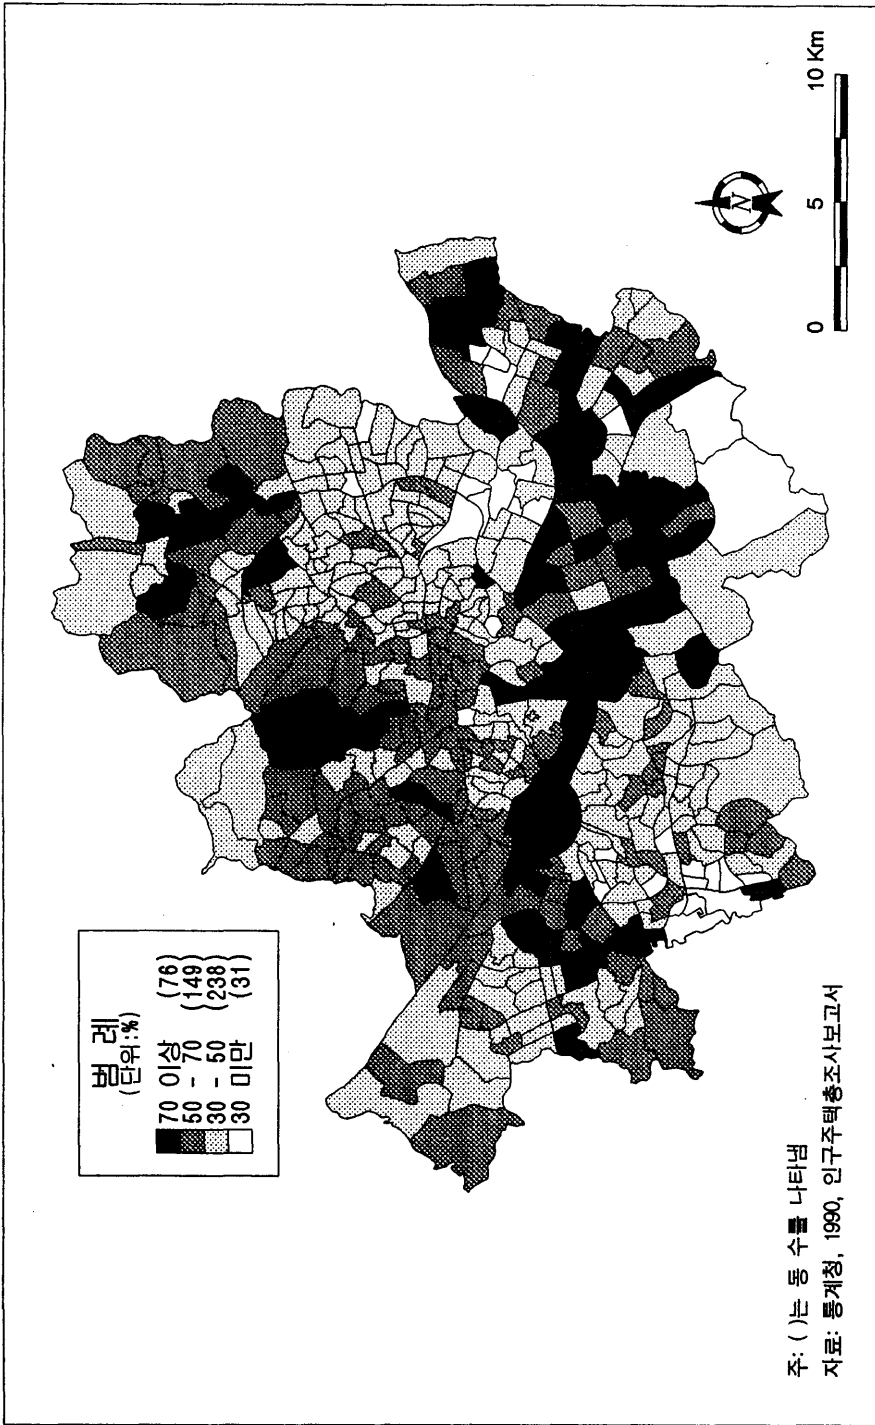 범 례
(단위:%)
70 이상 (76)
50 - 70 (149)
30 - 50 (238)
30 미만 (31)
N
0 5 10 Km
주: ( )는 동 수를 나타냄
자료: 통계청, 1990, 인구주택총조사보고서